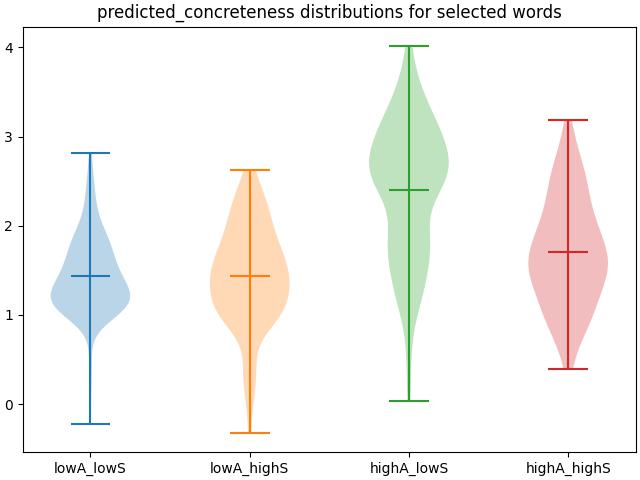 predicted_concreteness distributions for selected words
4
3
2
1
0
lowA_lowS lowA_highS highA_lowS highA_highS